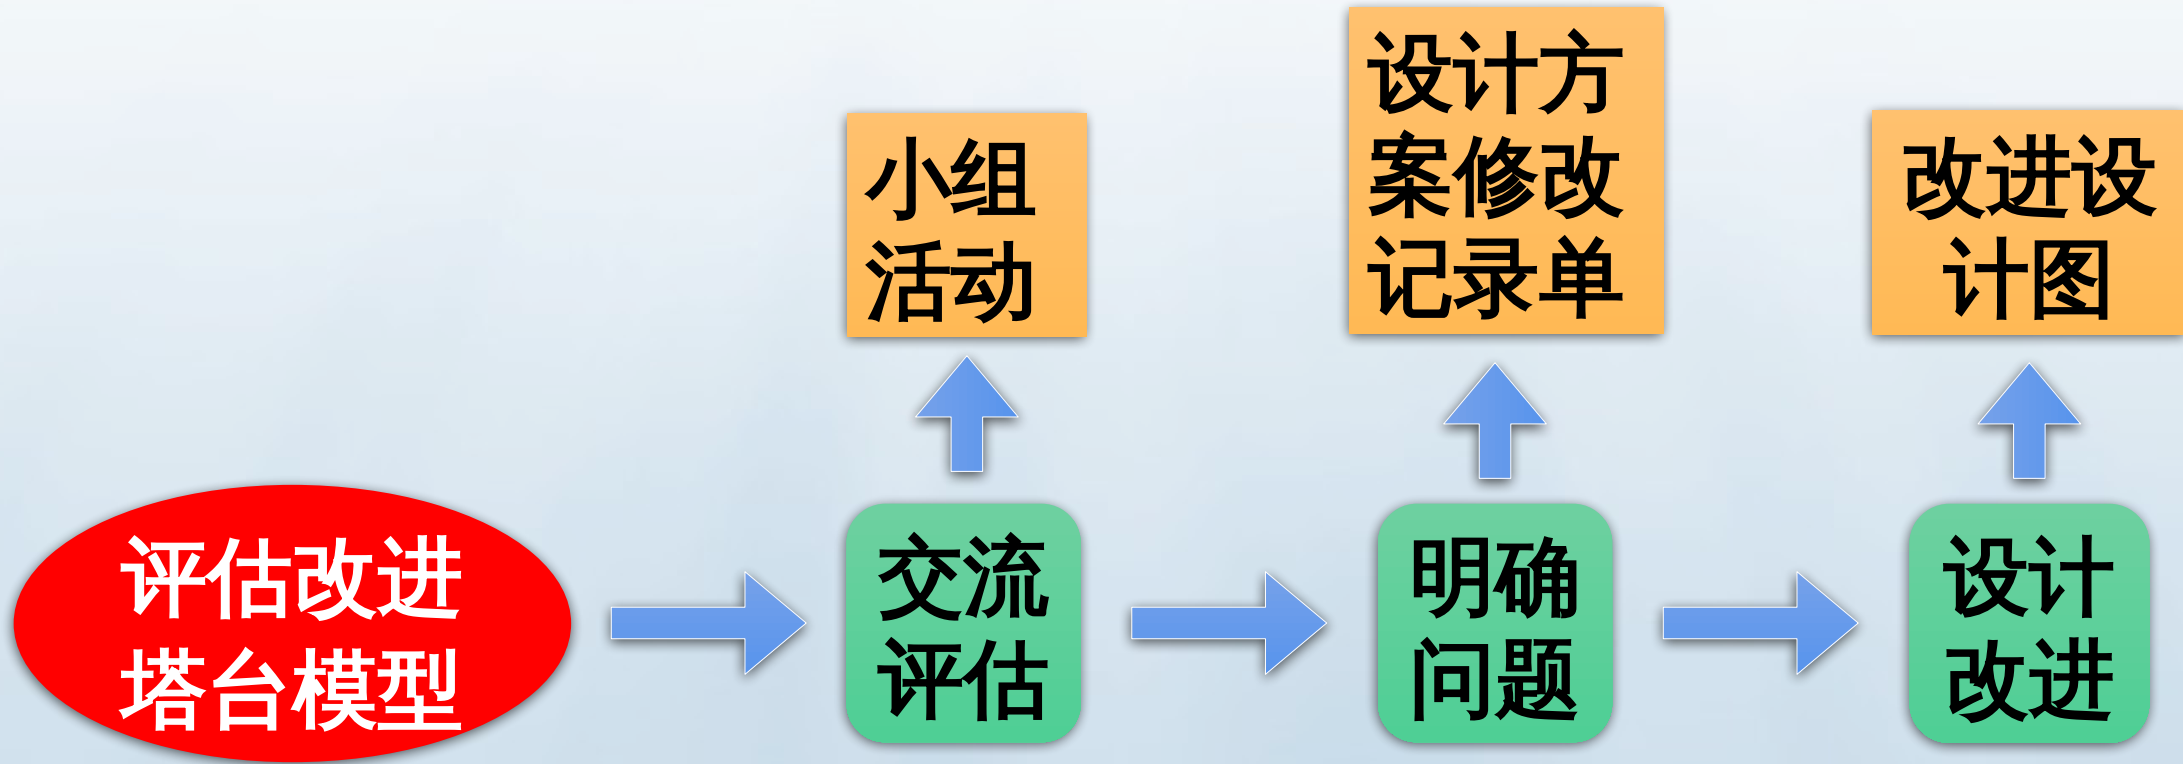 小组
活动
设计方
案修改
记录单
改进设
计图
评估改进
塔台模型
交流
评估
明确
问题
设计
改进